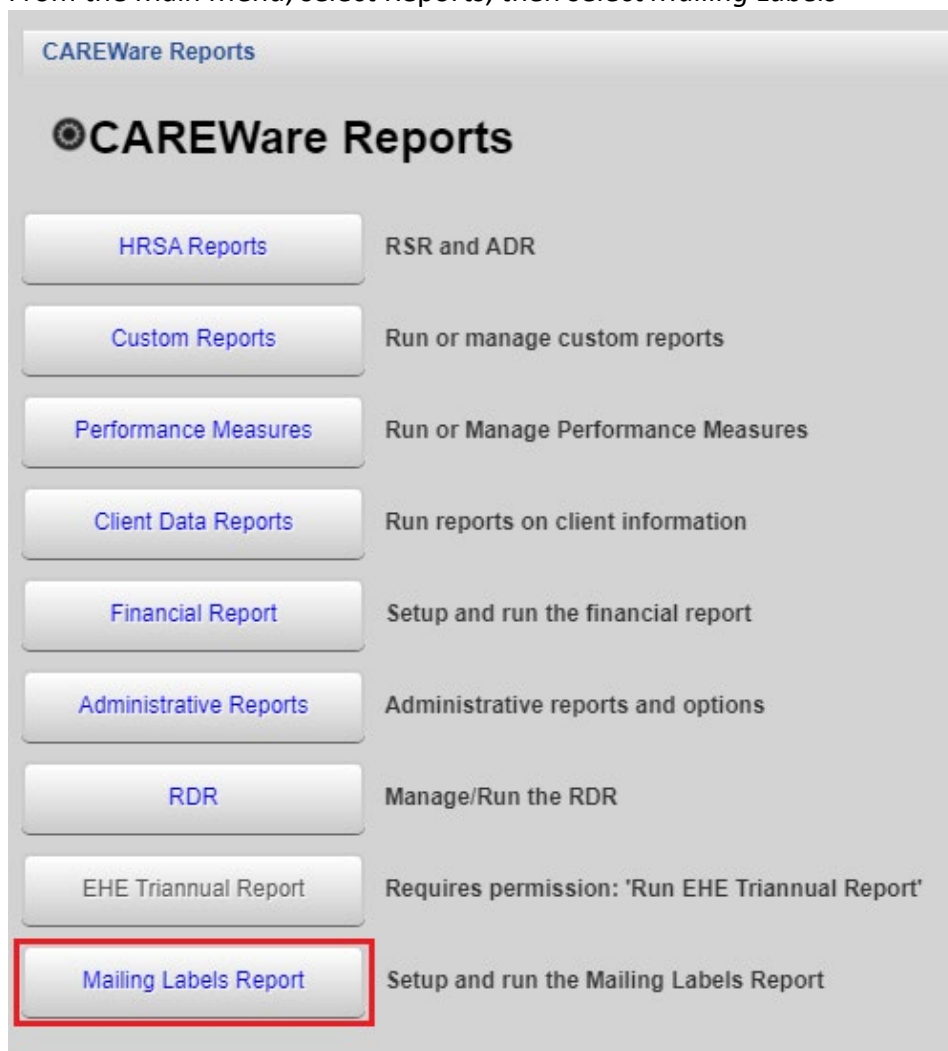 From the Main Menu, select Reports, then select Mailing Labels
CAREWare Reports
CAREWare Reports
HRSA Reports RSR and ADR
Custom Reports Run or manage custom reports
Performance Measures Run or Manage Performance Measures
Client Data Reports Run reports on client information
Financial Report Setup and run the financial report
Administrative Reports Administrative reports and options
RDR Manage/Run the RDR
EHE Triannual Report Requires permission: 'Run EHE Triannual Report'
Mailing Labels Report Setup and run the Mailing Labels Report